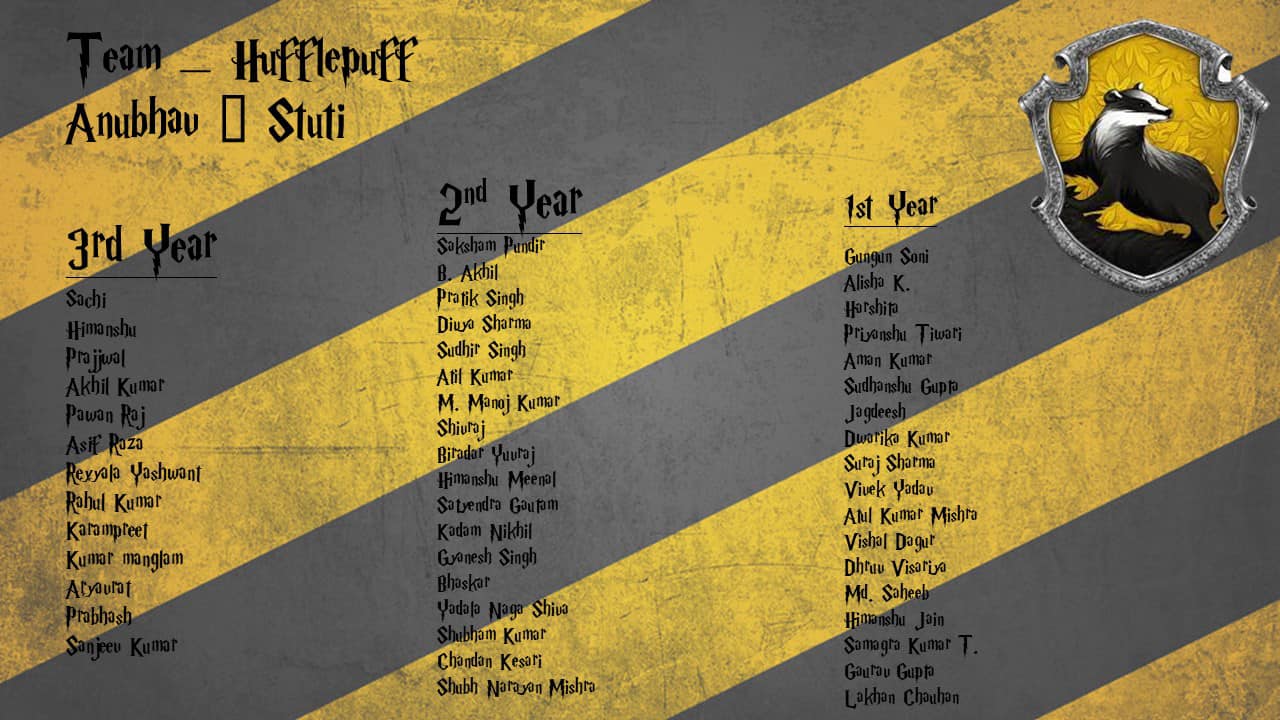 Team _ Hufflepuff
Anubhav □ Stuti
3rd Year
Sachi
Himanshu
Prajjwal
Akhil Kumar
Pawan Raj
Asif Raza
Reyyala Yashwant
Rahul Kumar
Karampreet
Kumar manglam
Aryavrat
Prabhash
Sanjeev Kumar
2nd Year
Saksham Pundir
B. Akhil
Pratik Singh
Divya Sharma
Sudhir Singh
Atil Kumar
M. Manoj Kumar
Shivraj
Biradar Yuvraj
Himanshu Meenal
Satyendra Gautam
Kadam Nikhil
Gyanesh Singh
Bhaskar
Yadala Naga Shiva
Shubham Kumar
Chandan Kesari
Shubh Narayan Mishra
1st Year
Gungun Soni
Alisha K.
Harshita
Priyanshu Tiwari
Aman Kumar
Sudhanshu Gupta
Jagdeesh
Dwarika Kumar
Suraj Sharma
Vivek Yadav
Atul Kumar Mishra
Vishal Dagur
Dhruv Visariya
Md. Saheeb
Himanshu Jain
Samagra Kumar T.
Gaurav Gupta
Lakhan Chauhan